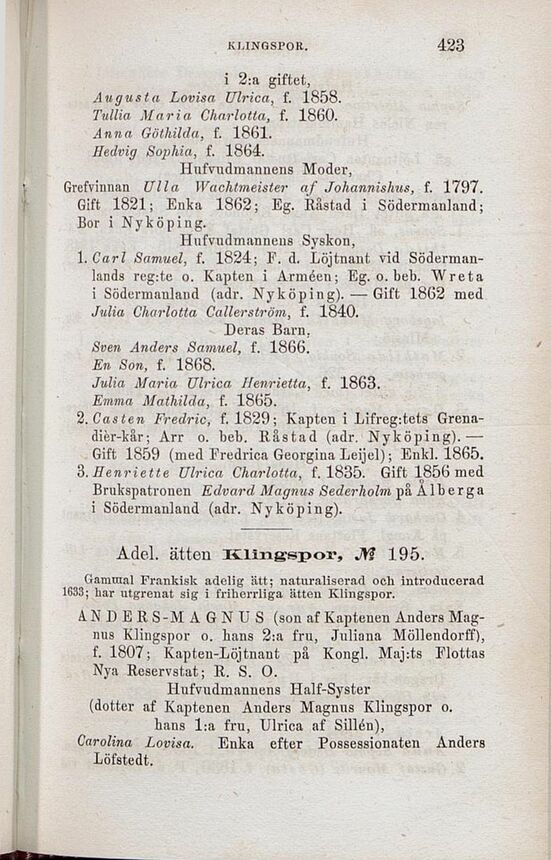 KLINGSPOR. 423
i 2:a giftet,
Augusta Lovisa Ulrica, f. 1858.
Tullia Maria Charlotta, f. 1860.
Anna Göthilda, f. 1861.
Hedvig Sophia, f. 1864.
Hufvudmannens Moder,
Grefvinnan Ulla Wachtmeister af Johannishus, f. 1797.
Gift 1821; Enka 1862; Eg. Råstad i Södermanland;
Bor i Nyköping.
Hufvudmannens Syskon,
1. Carl Samuel, f. 1824; F. d. Löjtnant vid Söderman-
lands reg:te o. Kapten i Arméen; Eg. o. beb. Wreta
i Södermanland (adr. Nyköping). — Gift 1862 med
Julia Charlotta Callerström, f. 1840.
Deras Barn,
Sven Anders Samuel, f. 1866.
En Son, f. 1868.
Julia Maria Ulrica Henrietta, f. 1863.
Emma Mathilda, f. 1865.
2. Casten Fredric, f. 1829; Kapten i Lifreg:tets Grena-
diér-kår; Arr o. beb. Råstad (adr. Nyköping). —
Gift 1859 (med Fredrica Georgina Leijel); Enkl. 1865.
3. Henriette Ulrica Charlotta, f. 1835. Gift 1856 med
Brukspatronen Edvard Magnus Sederholm på Ålberga
i Södermanland (adr. Nyköping).
Adel. ätten Klingspor, № 195.
Gammal Frankisk adelig ätt; naturaliserad och introducerad
1633; har utgrenat sig i friherrliga ätten Klingspor.
ANDERS-MAGNUS (son af Kaptenen Anders Mag-
nus Klingspor o. hans 2:a fru, Juliana Möllendorff),
f. 1807; Kapten-Löjtnant på Kongl. Maj:ts Flottas
Nya Reservstat; R. S. O.
Hufvudmannens Half-Syster
(dotter af Kaptenen Anders Magnus Klingspor o.
hans 1:a fru, Ulrica af Sillén),
Carolina Lovisa. Enka efter Possessionaten Anders
Löfstedt.